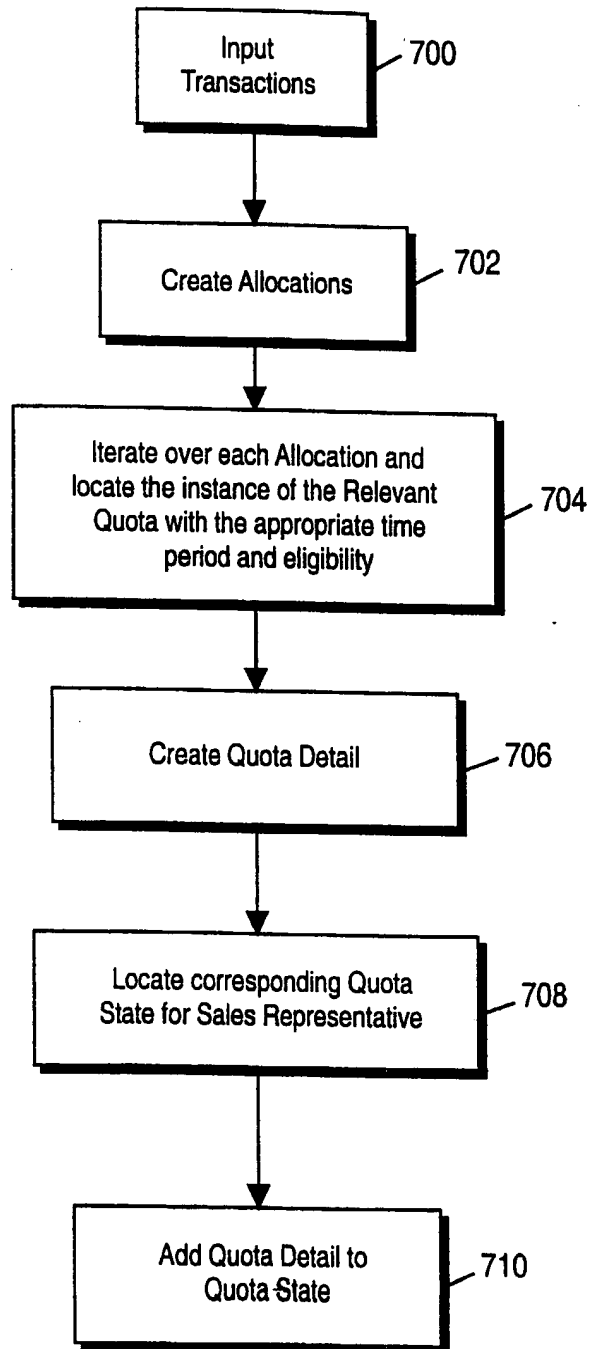 Input
Transactions
700
Create Allocations
702
Iterate over each Allocation and
locate the instance of the Relevant
Quota with the appropriate time
period and eligibility
704
Create Quota Detail
706
Locate corresponding Quota
State for Sales Representative
708
Add Quota Detail to
Quota State
710